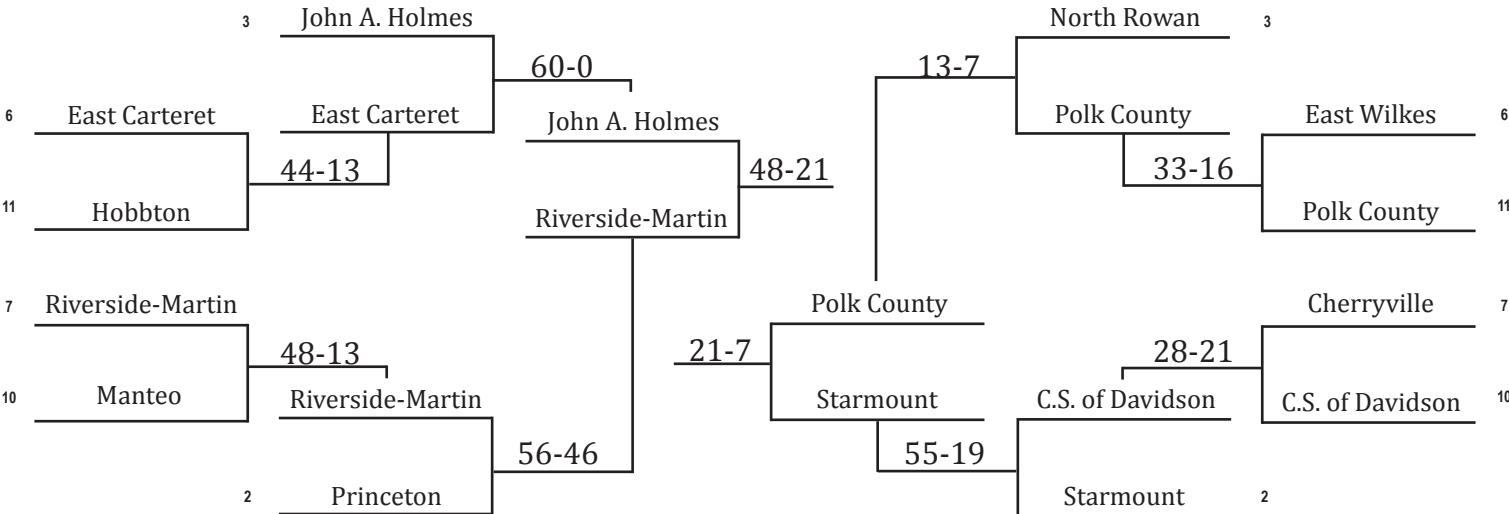 3 John A. Holmes North Rowan 3
60-0 13-7
6 East Carteret East Carteret John A. Holmes Polk County East Wilkes 6
44-13 48-21 33-16
11 Hobbton Riverside-Martin Polk County 11
7 Riverside-Martin Polk County Cherryville 7
48-13 21-7 28-21
10 Manteo Riverside-Martin Starmount C.S. of Davidson C.S. of Davidson 10
56-46 55-19
2 Princeton Starmount 2